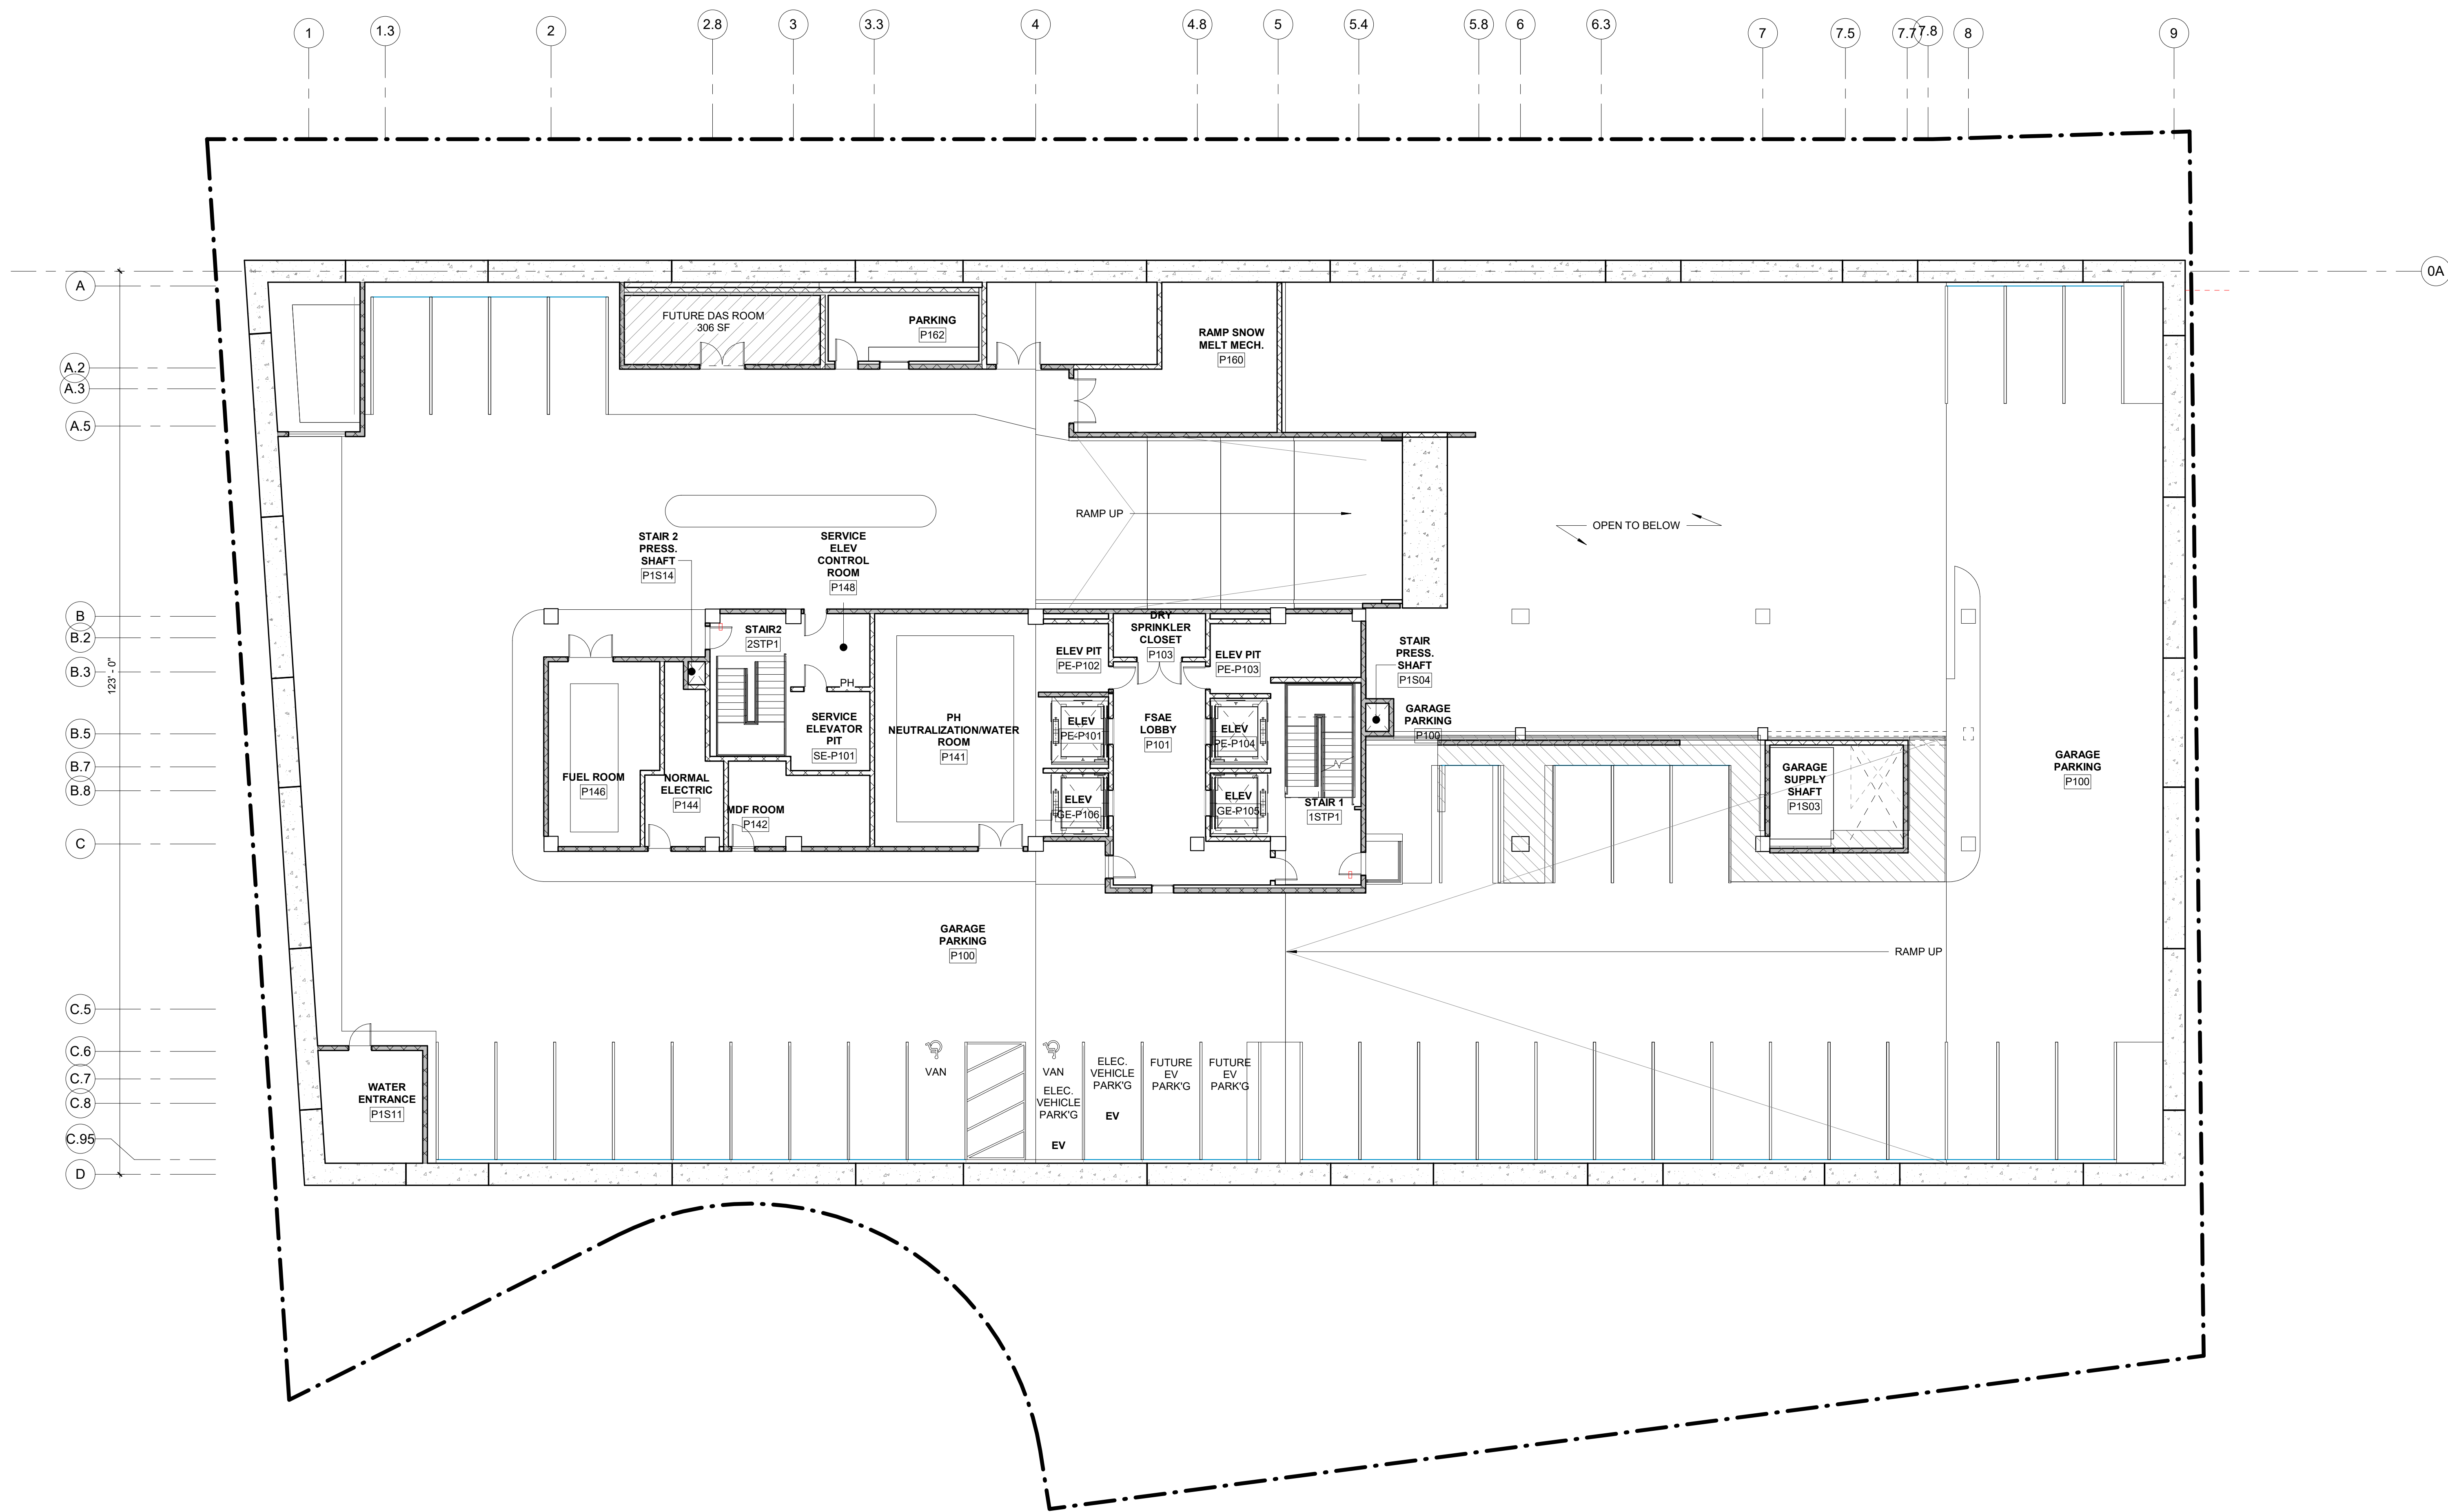 1
1.3
2
2.8
3
3.3
4
4.8
5
5.4
5.8
6
6.3
7
7.5
7.7
7.8
8
9
0A
A
A.2
A.3
A.5
B
B.2
B.3
B.5
B.7
B.8
C
C.5
C.6
C.7
C.8
C.95
D
123' - 0"
FUTURE DAS ROOM
306 SF
PARKING
P162
RAMP SNOW
MELT MECH.
P160
RAMP UP
OPEN TO BELOW
STAIR 2
PRESS.
SHAFT
P1S14
SERVICE
ELEV
CONTROL
ROOM
P148
STAIR2
2STP1
PH
SERVICE
ELEVATOR
PIT
SE-P101
PH
NEUTRALIZATION/WATER
ROOM
P141
FUEL ROOM
P146
NORMAL
ELECTRIC
P144
MDF ROOM
P142
ELEV PIT
PE-P102
DRY
SPRINKLER
CLOSET
P103
ELEV PIT
PE-P103
ELEV
PE-P101
FSAE
LOBBY
P101
ELEV
PE-P104
ELEV
GE-P106
ELEV
GE-P105
STAIR 1
1STP1
STAIR
PRESS.
SHAFT
P1S04
GARAGE
PARKING
P100
GARAGE
SUPPLY
SHAFT
P1S03
GARAGE
PARKING
P100
GARAGE
PARKING
P100
RAMP UP
WATER
ENTRANCE
P1S11
VAN
VAN
ELEC.
VEHICLE
PARK'G
EV
ELEC.
VEHICLE
PARK'G
EV
FUTURE
EV
PARK'G
FUTURE
EV
PARK'G